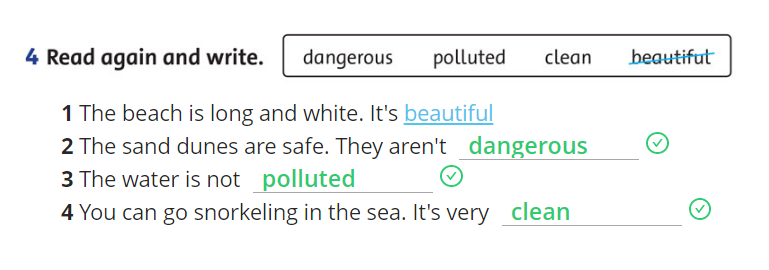 4 Read again and write. dangerous polluted clean beautiful
1 The beach is long and white. It's beautiful
2 The sand dunes are safe. They aren't dangerous
3 The water is not polluted
4 You can go snorkeling in the sea. It's very clean